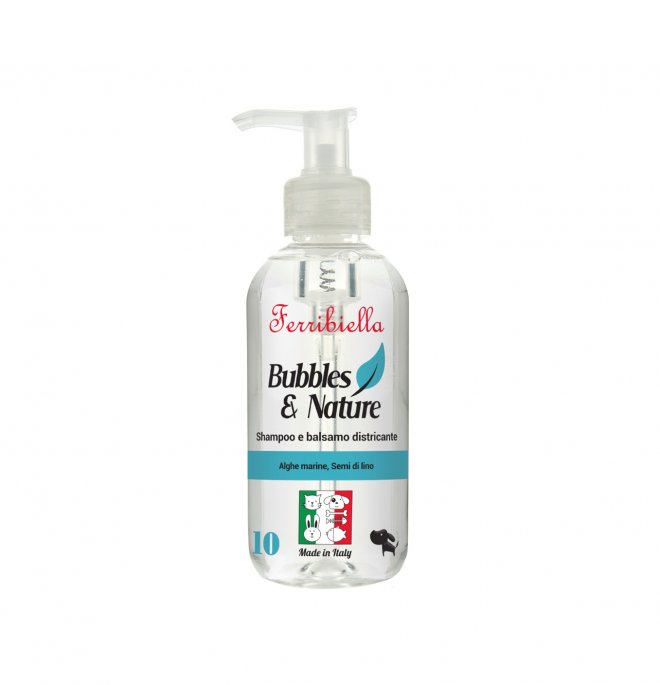 Ferribiella
Bubbles
& Nature
Shampoo e balsamo districante
Alghe marine, Semi di lino
10
Made in Italy